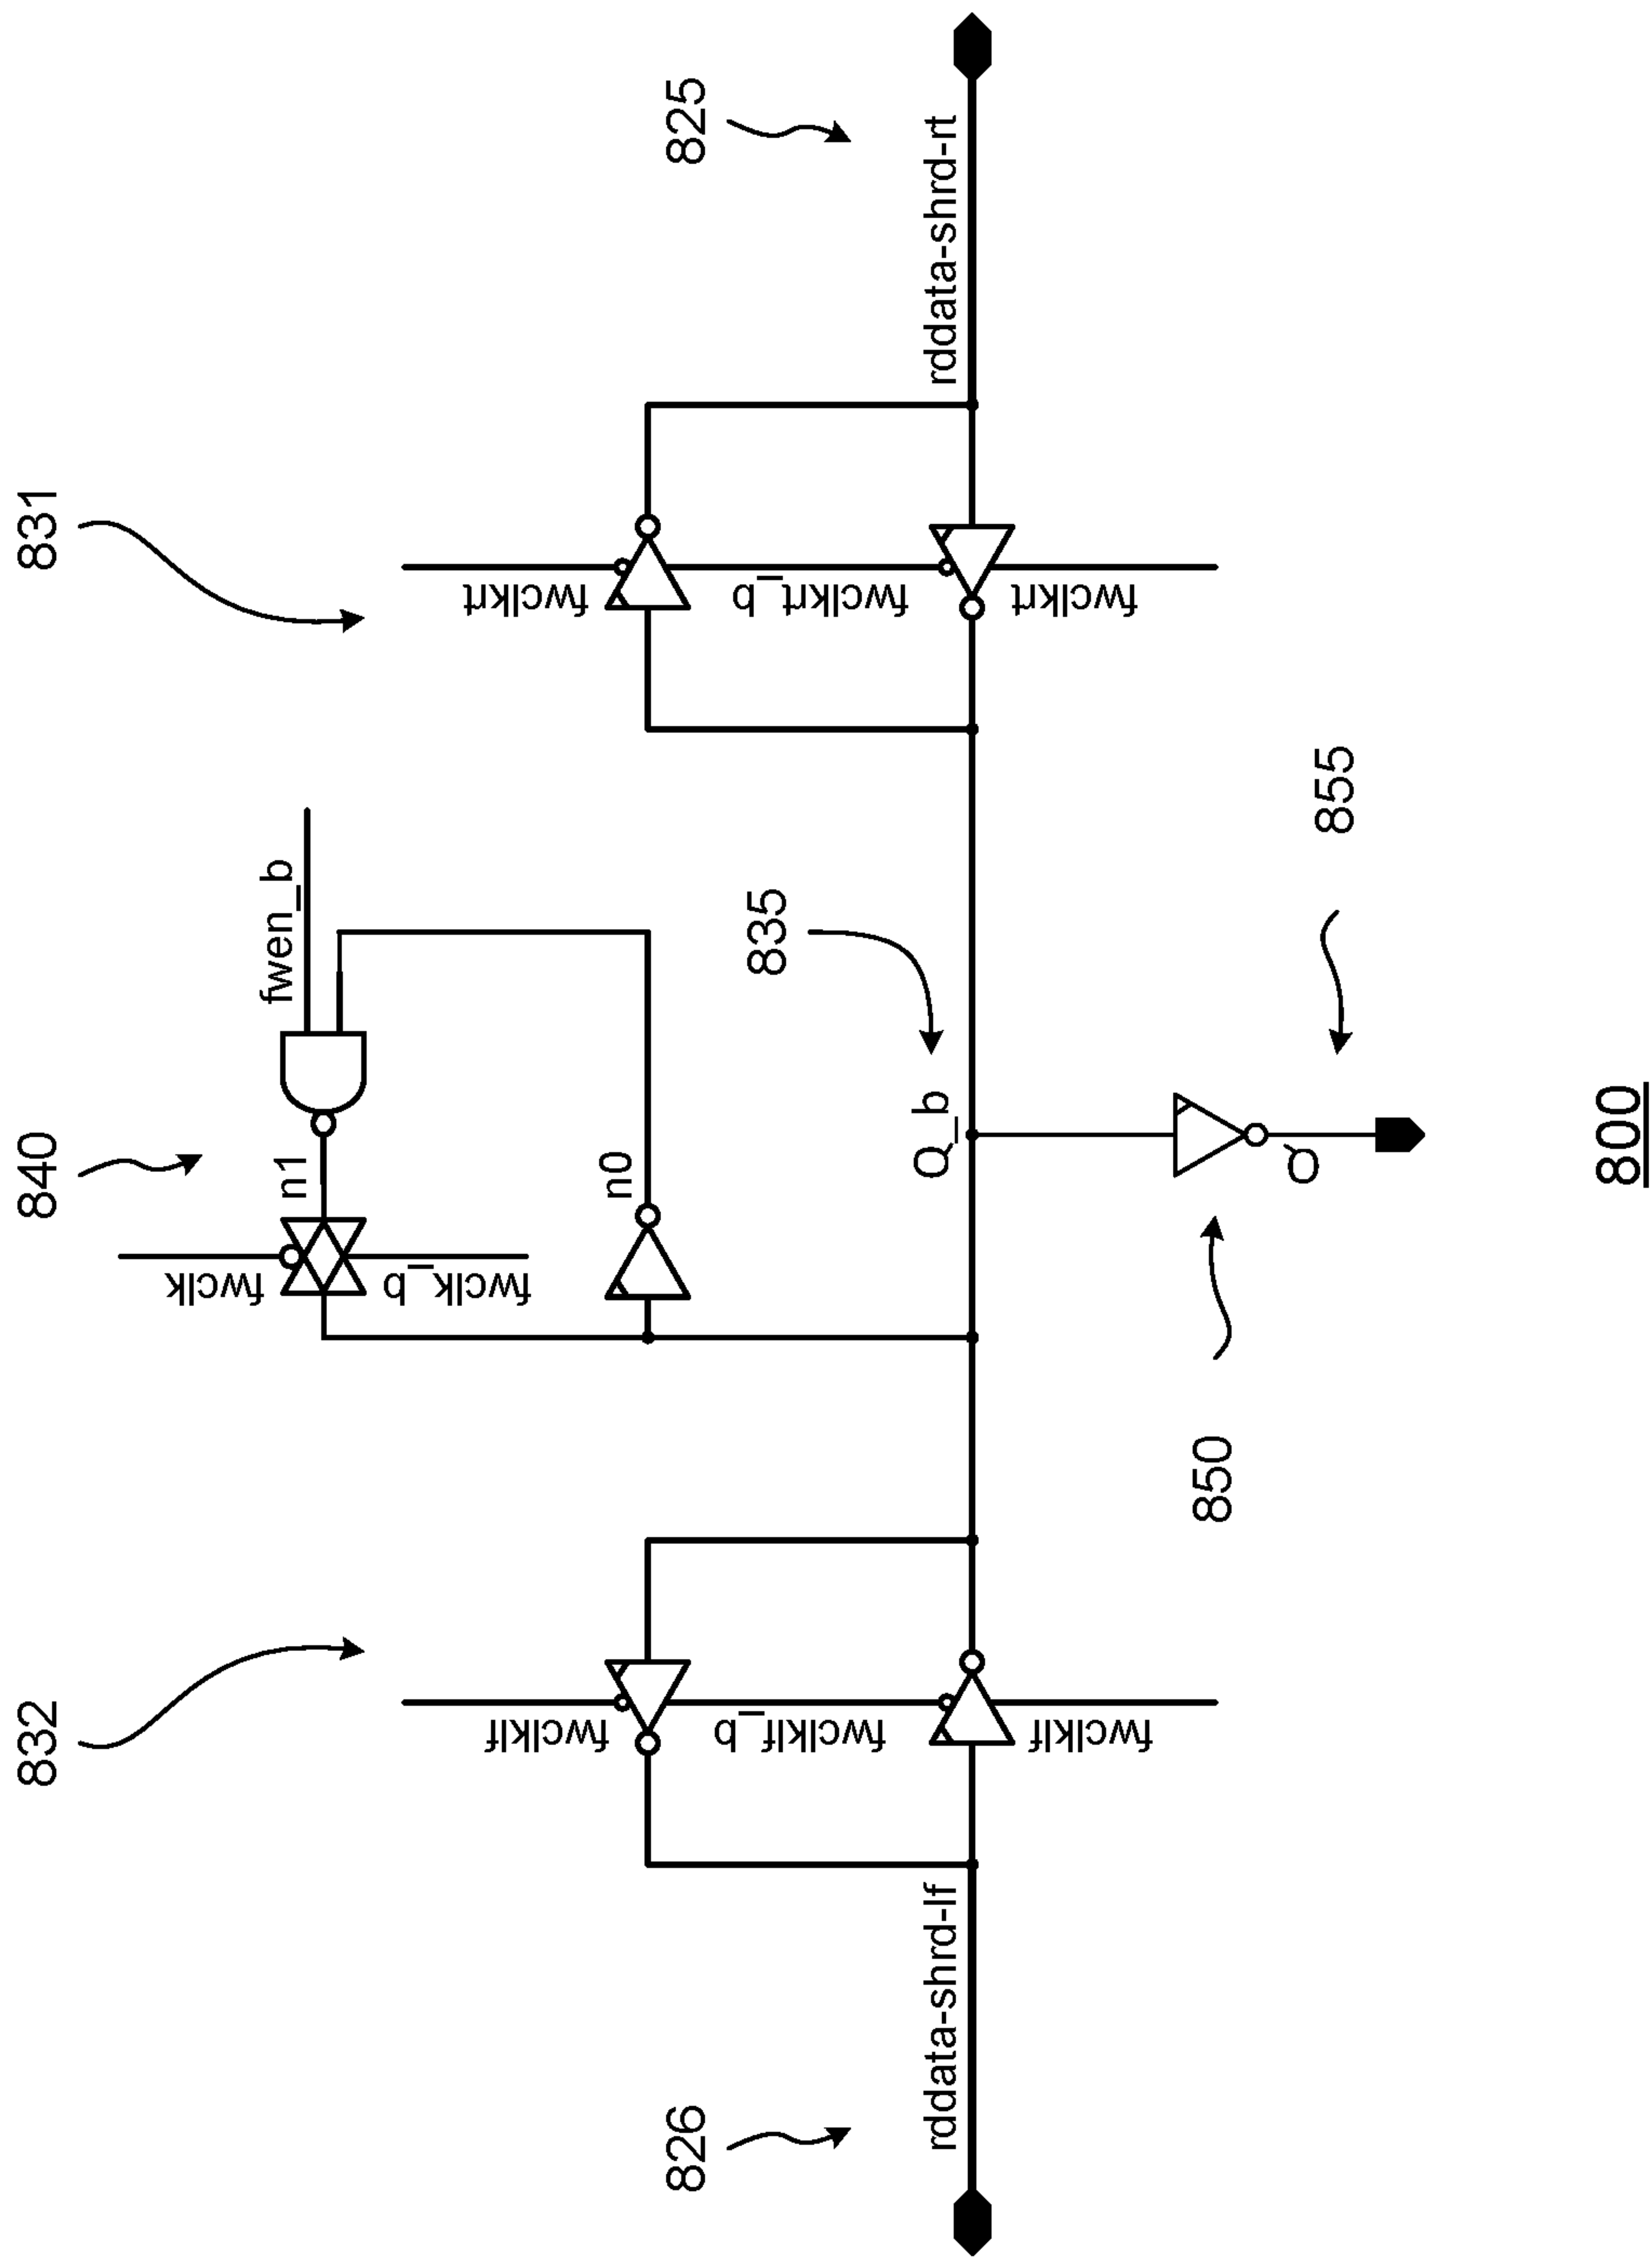 832
840
831
fwclk
fwen_b
n1
fwclk_b
fwclklf
fwclkrt
n0
826
825
835
fwclklf_b
fwclkrt_b
rddata-shrd-lf
Q_b
rddata-shrd-rt
fwclklf
fwclkrt
850
Q
855
800